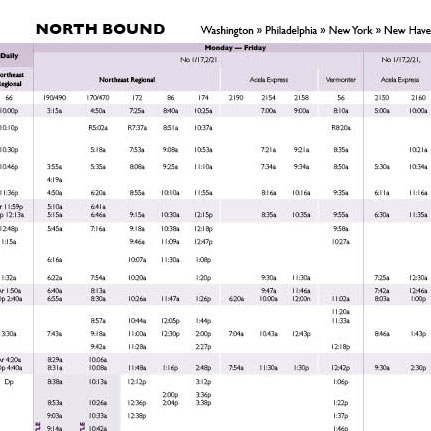 NORTH BOUND Washington » Philadelphia » New York » New Have
Daily Monday — Friday
No 1/17,2/21 No 1/17,2/21,
Northeast Regional Northeast Regional Acela Express Vermonter Acela Express
66 190/490 170/470 172 86 174 2190 2154 2158 56 2150 2160
10:00p 3:15a 4:50a 7:25a 8:40a 10:25a 7:00a 9:00a 8:10a 5:00a 10:00a
10:10p R5:02a R7:37a 8:51a 10:37a R8:20a
10:30p 5:18a 7:53a 9:08a 10:53a 7:21a 9:21a 8:35a 10:21a
10:46p 3:55a 5:35a 8:08a 9:25a 11:10a 7:34a 9:34a 8:50a 5:30a 10:34a
4:19a
11:36p 4:50a 6:20a 8:55a 10:10a 11:55a 8:16a 10:16a 9:35a 6:11a 11:16a
r 11:59p 5:10a 6:41a
p 12:13a 5:15a 6:46a 9:15a 10:30a 12:15p 8:35a 10:35a 9:55a 6:30a 11:35a
12:48p 5:45a 7:16a 9:18a 10:38a 12:18p 9:58a
1:15a 9:46a 11:09a 12:47p 10:27a
6:16a 10:07a 11:30a 1:08p
1:32a 6:22a 7:54a 10:20a 1:20p 9:30a 11:30a 7:25a 12:30a
r 1:50a 6:40a 8:13a 9:47a 11:46a 7:42a 12:46a
p 2:40a 6:55a 8:30a 10:26a 11:47a 1:26p 6:20a 10:00a 12:00n 11:02a 8:03a 1:00p
11:20a
8:57a 10:44a 12:05p 1:44p 11:33a
3:30a 7:43a 9:18a 11:00a 12:30p 2:00p 7:04a 10:43a 12:43p 8:46a 1:43p
9:42a 11:28a 2:27p 12:18p
r 4:20a 8:29a 10:06a
p 4:40a 8:31a 10:08a 11:48a 1:16p 2:48p 7:54a 11:30a 1:30p 12:42p 9:30a 2:30p
Dp 8:38a 10:13a 12:12p 3:12p 1:06p
2:00p 3:36p
8:53a 10:26a 12:36p 2:04p 3:38p 1:22p
9:03a 10:33a 12:38p 1:37p
9:14a 10:42a 1:46p